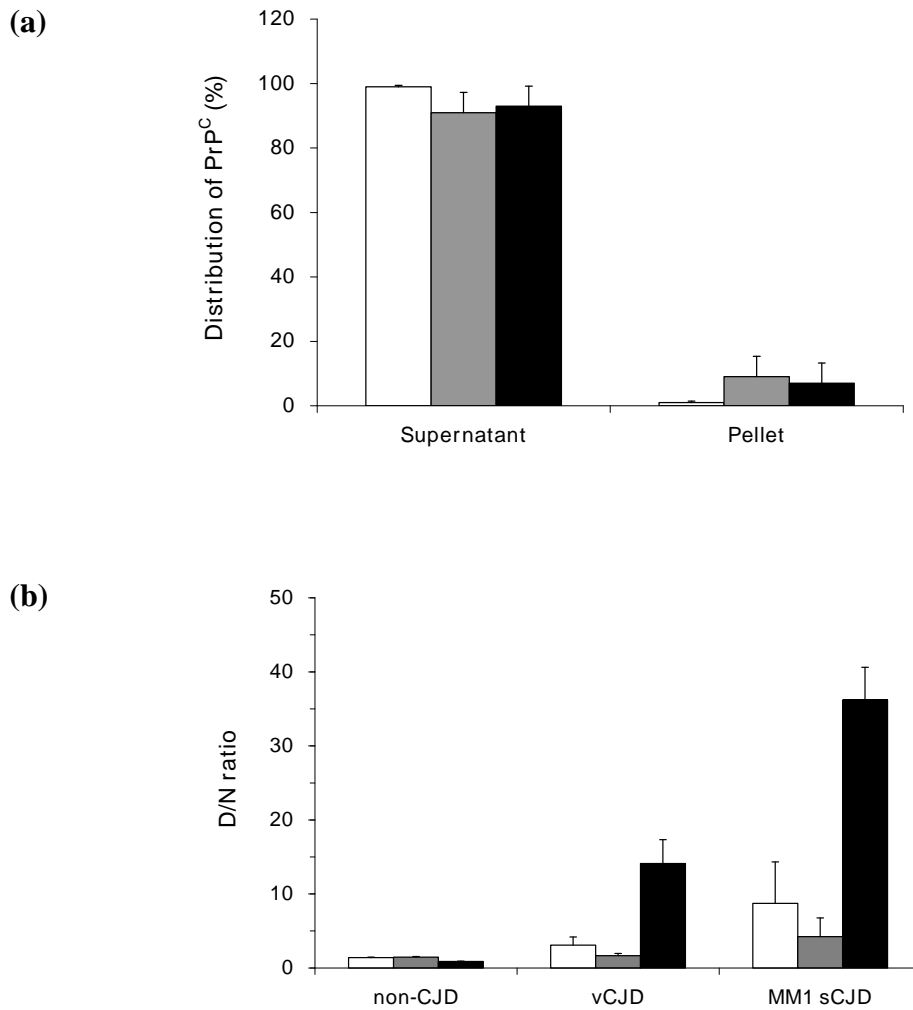 (a)
120
100
80
60
40
20
0
Distribution of PrP^C (%)
Supernatant
Pellet
(b)
50
40
30
20
10
0
D/N ratio
non-CJD
vCJD
MM1 sCJD